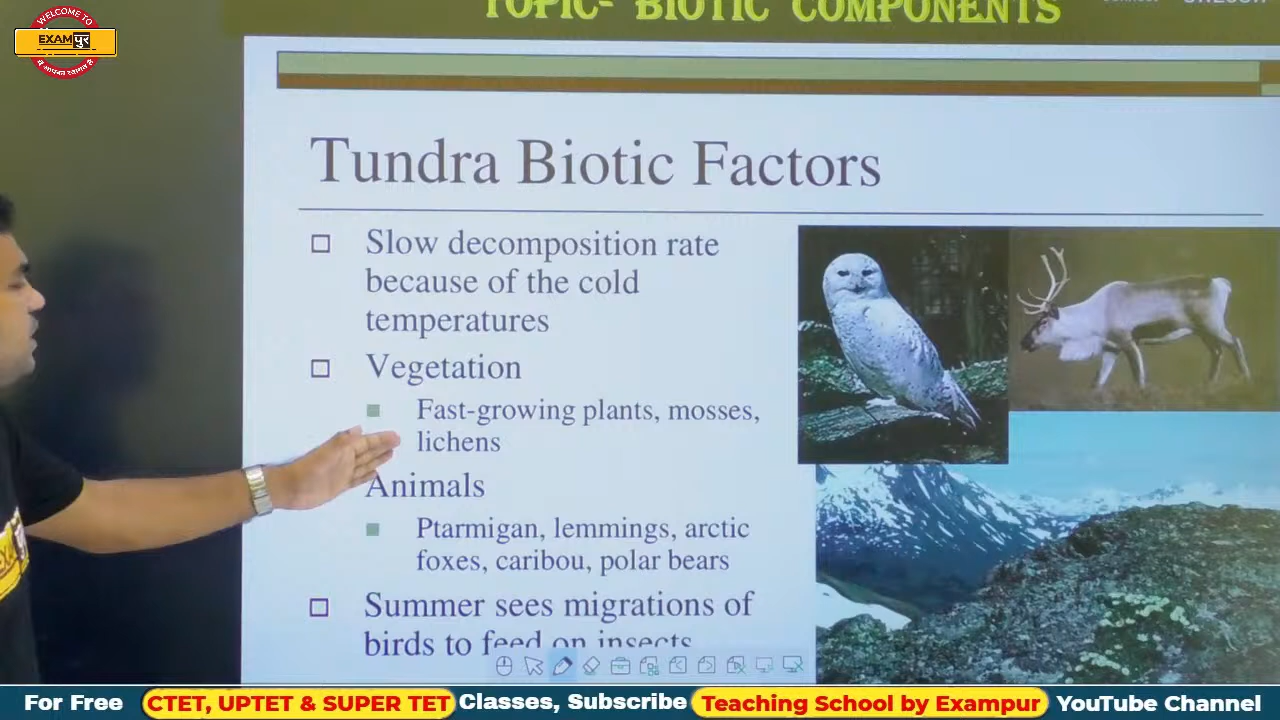 TOPIC- BIOTIC COMPONENTS
WELCOME TO
EXAMपुर
Tundra Biotic Factors
Slow decomposition rate
because of the cold
temperatures
Vegetation
Fast-growing plants, mosses,
lichens
Animals
Ptarmigan, lemmings, arctic
foxes, caribou, polar bears
Summer sees migrations of
birds to feed on insects
For Free CTET, UPTET & SUPER TET Classes, Subscribe Teaching School by Exampur YouTube Channel